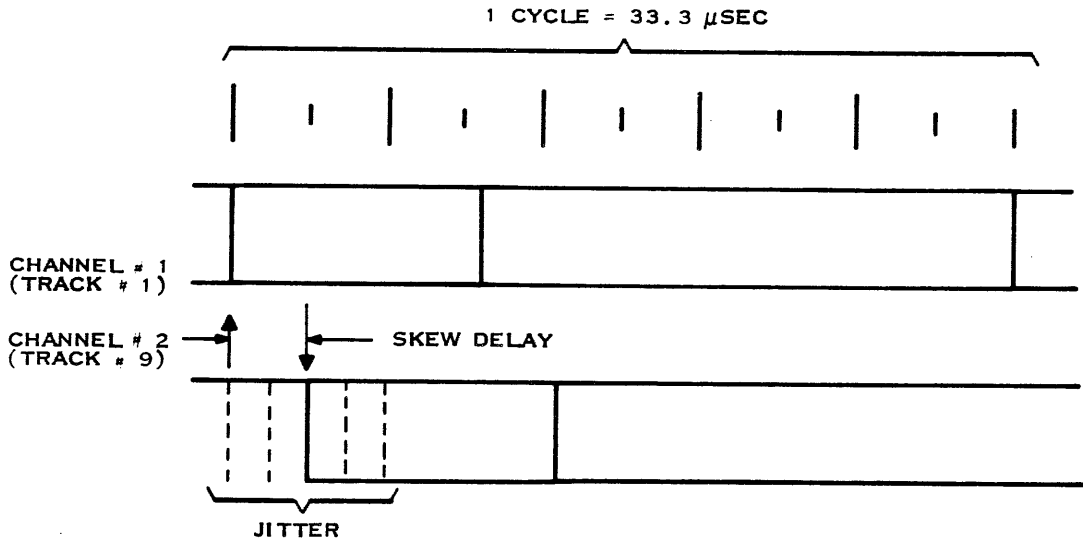 1 CYCLE = 33.3 μSEC
CHANNEL # 1
(TRACK # 1)
CHANNEL # 2
(TRACK # 9)
SKEW DELAY
JITTER